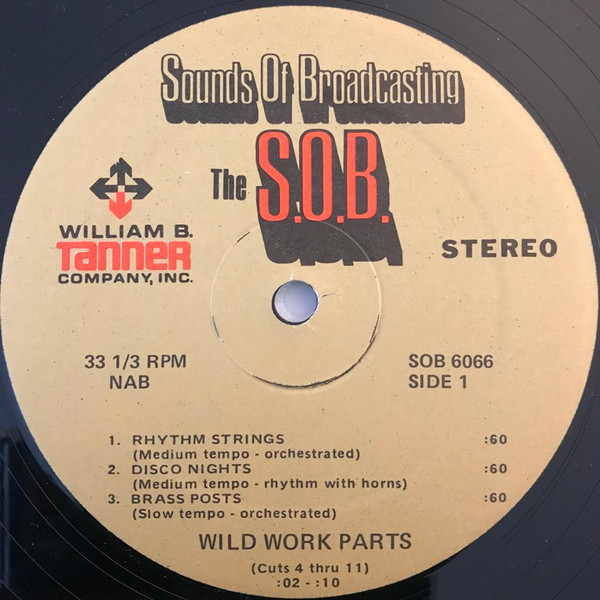 Sounds Of Broadcasting
The S.O.B.
WILLIAM B.
TANNER
COMPANY, INC.
STEREO
33 1/3 RPM
NAB
SOB 6066
SIDE 1
1. RHYTHM STRINGS :60
(Medium tempo - orchestrated)
2. DISCO NIGHTS :60
(Medium tempo - rhythm with horns)
3. BRASS POSTS :60
(Slow tempo - orchestrated)
WILD WORK PARTS
(Cuts 4 thru 11)
:02 - :10